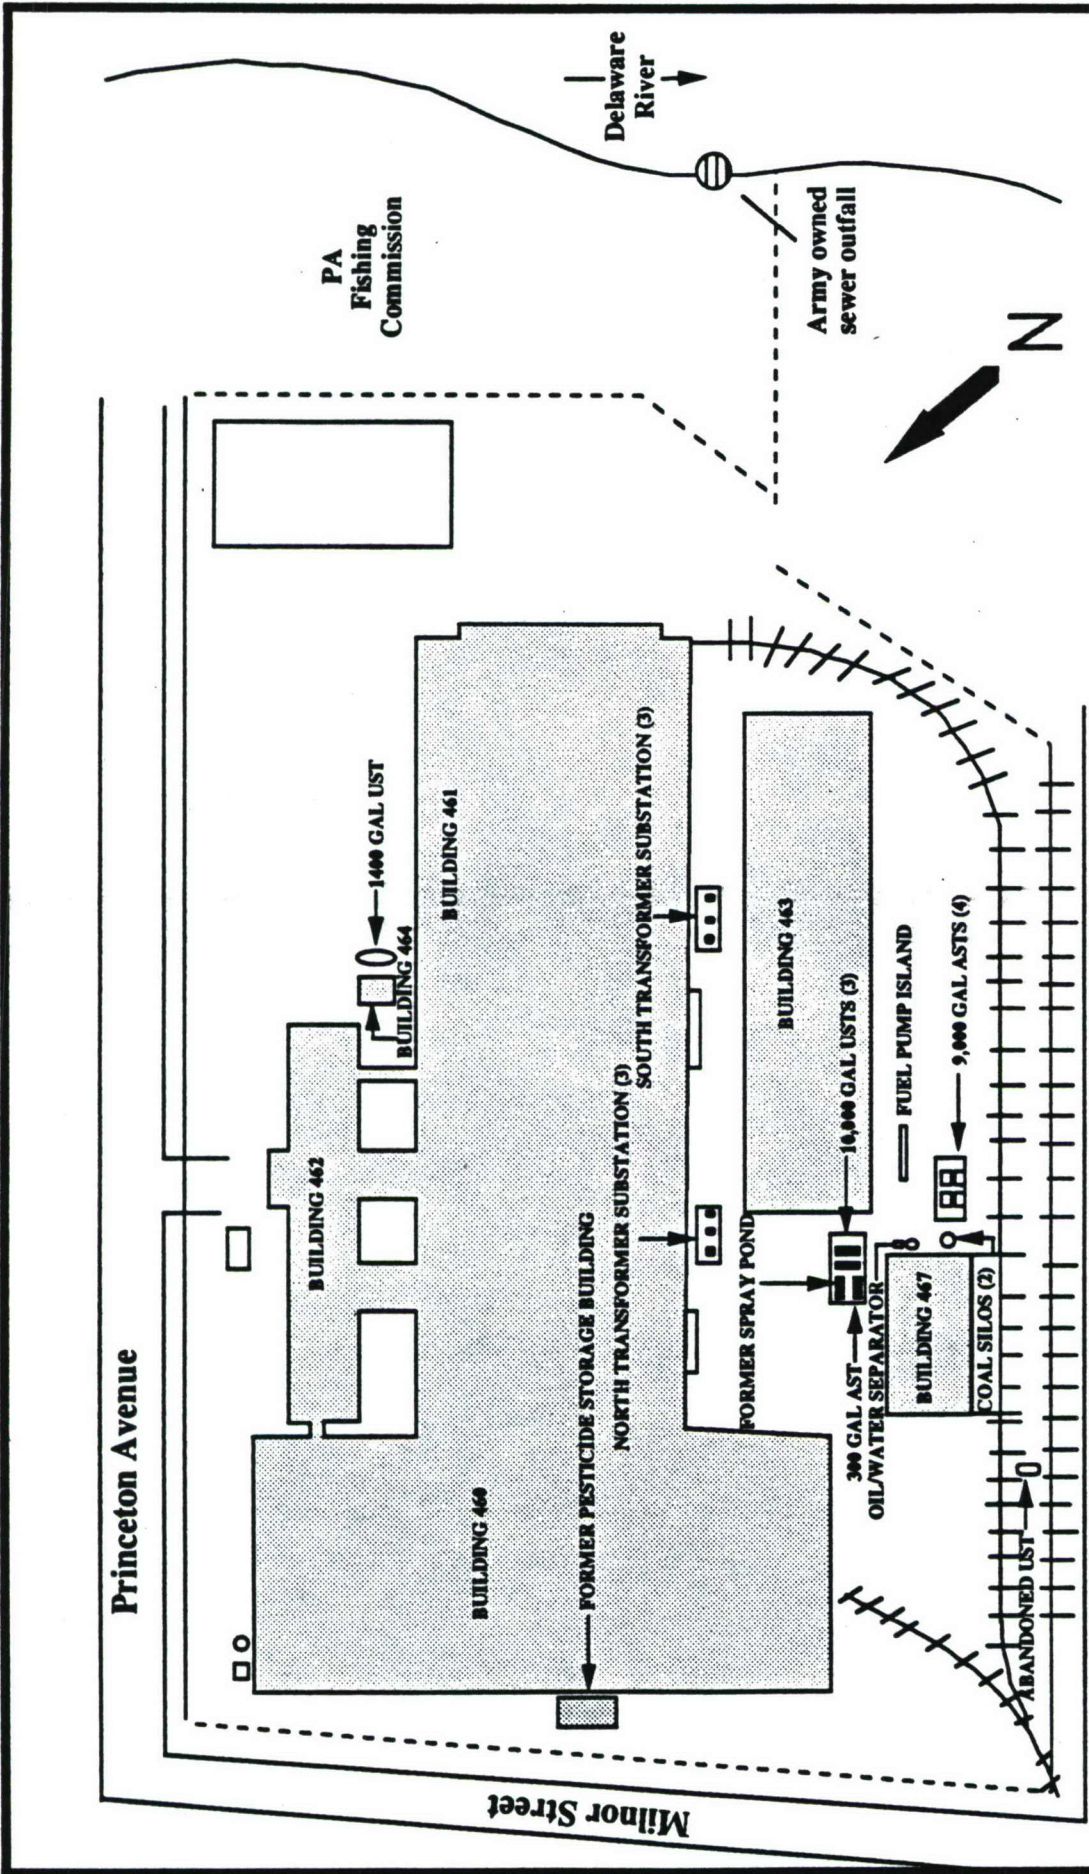 Princeton Avenue
Milnor Street
PA
Fishing
Commission
Delaware
River
Army owned
sewer outfall
N
BUILDING 462
1400 GAL UST
BUILDING 464
BUILDING 461
BUILDING 460
FORMER PESTICIDE STORAGE BUILDING
NORTH TRANSFORMER SUBSTATION (3)
SOUTH TRANSFORMER SUBSTATION (3)
FORMER SPRAY POND
BUILDING 463
10,000 GAL USTS (3)
300 GAL AST
OIL/WATER SEPARATOR
FUEL PUMP ISLAND
BUILDING 467
9,000 GAL ASTS (4)
COAL SILOS (2)
ABANDONED UST